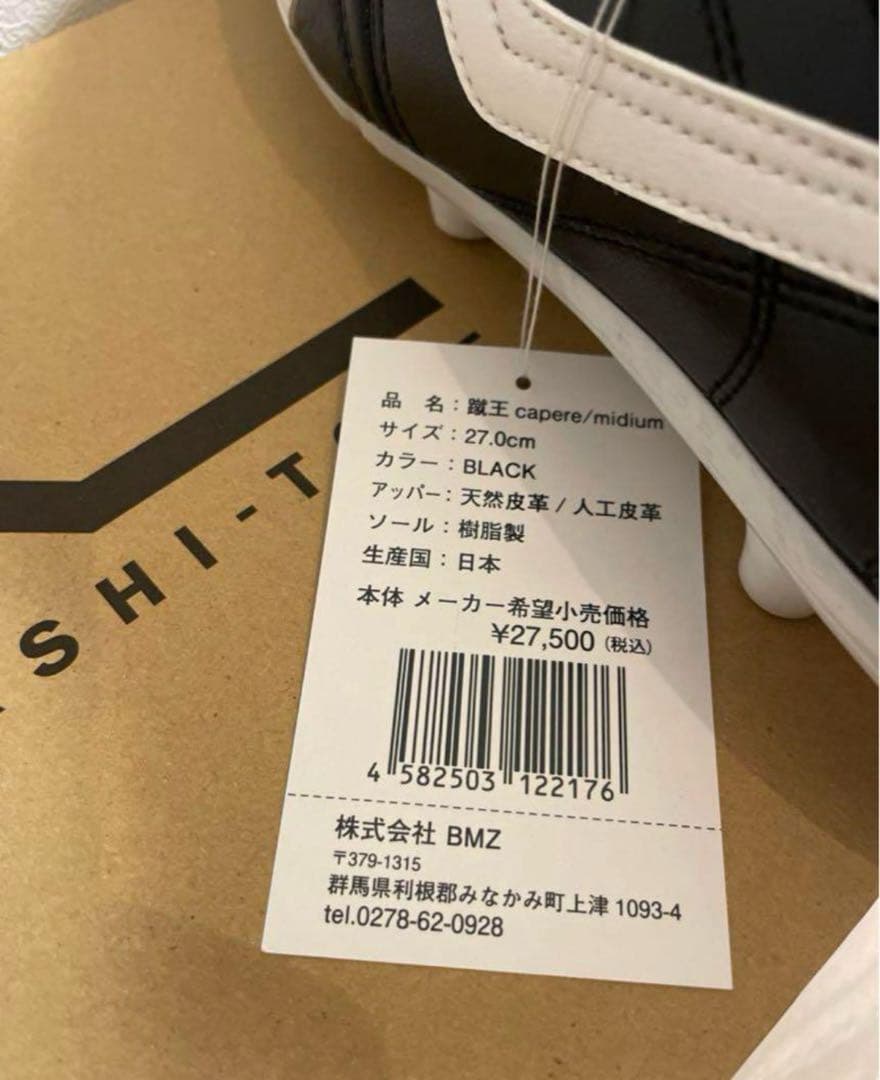 SHI-T
品 名：蹴王 capere/midium
サイズ：27.0cm
カラー：BLACK
アッパー：天然皮革 / 人工皮革
ソール：樹脂製
生産国：日本
本体 メーカー希望小売価格
¥27,500（税込）
4 582503 122176
株式会社 BMZ
〒379-1315
群馬県利根郡みなかみ町上津 1093-4
tel.0278-62-0928